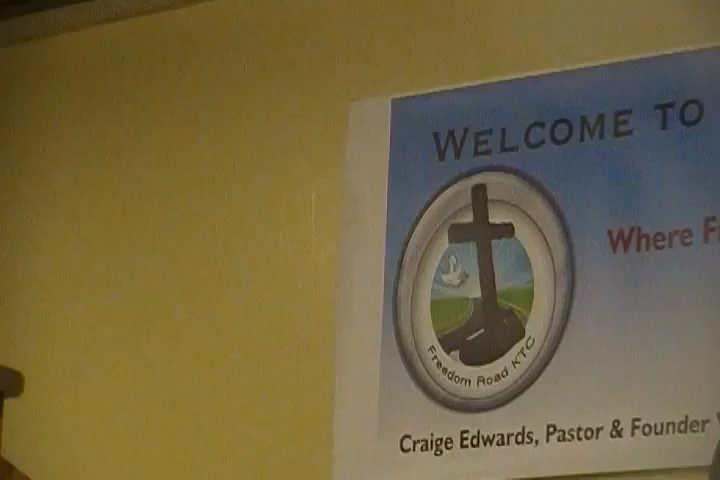 WELCOME TO
Where
Freedom Road KTC
Craige Edwards, Pastor & Founder